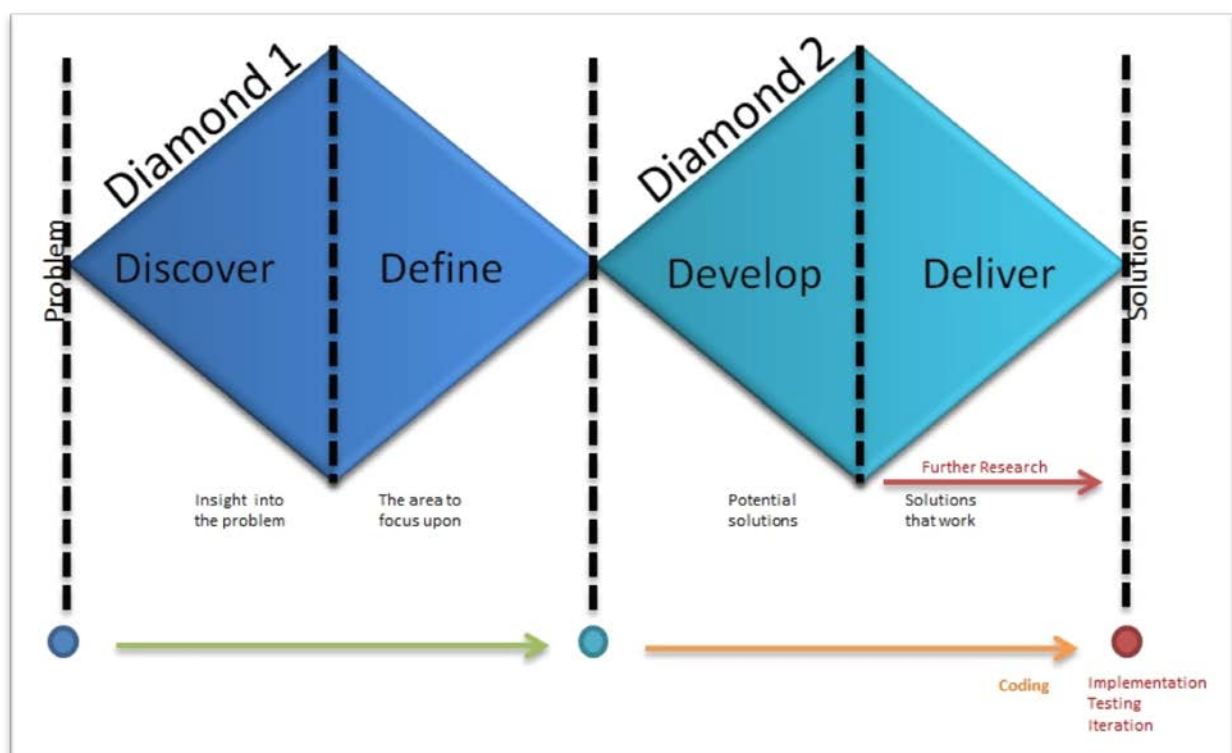 Diamond 1
Diamond 2
Problem
Discover
Define
Develop
Deliver
Solution
Further Research
Insight into
the problem
The area to
focus upon
Potential
solutions
Solutions
that work
Coding
Implementation
Testing
Iteration